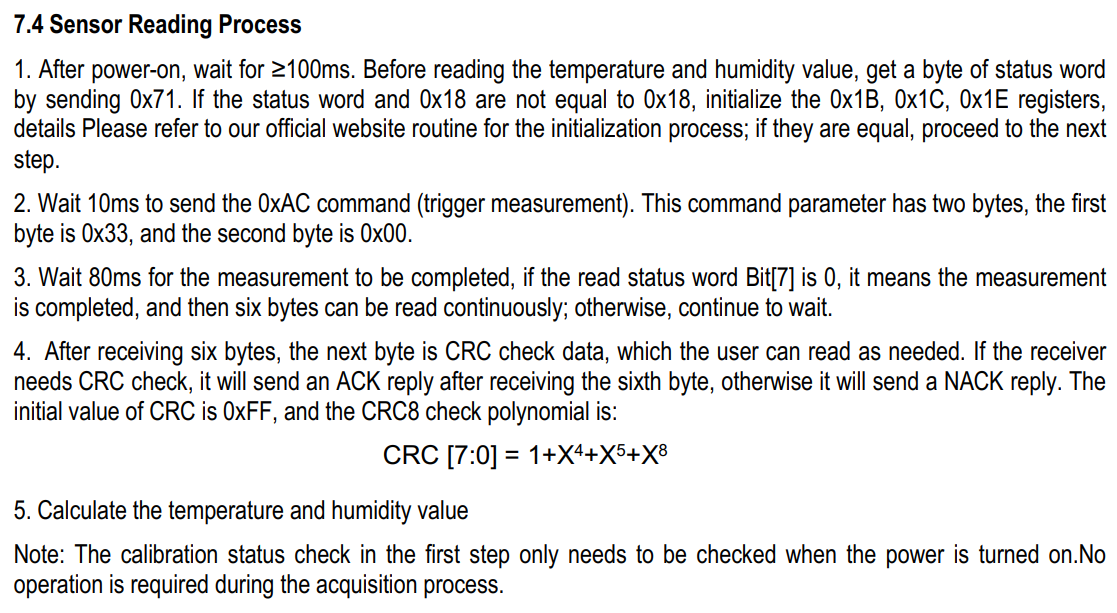 7.4 Sensor Reading Process
1. After power-on, wait for ≥100ms. Before reading the temperature and humidity value, get a byte of status word
by sending 0x71. If the status word and 0x18 are not equal to 0x18, initialize the 0x1B, 0x1C, 0x1E registers,
details Please refer to our official website routine for the initialization process; if they are equal, proceed to the next
step.
2. Wait 10ms to send the 0xAC command (trigger measurement). This command parameter has two bytes, the first
byte is 0x33, and the second byte is 0x00.
3. Wait 80ms for the measurement to be completed, if the read status word Bit[7] is 0, it means the measurement
is completed, and then six bytes can be read continuously; otherwise, continue to wait.
4. After receiving six bytes, the next byte is CRC check data, which the user can read as needed. If the receiver
needs CRC check, it will send an ACK reply after receiving the sixth byte, otherwise it will send a NACK reply. The
initial value of CRC is 0xFF, and the CRC8 check polynomial is:
CRC [7:0] = 1+X⁴+X⁵+X⁸
5. Calculate the temperature and humidity value
Note: The calibration status check in the first step only needs to be checked when the power is turned on.No
operation is required during the acquisition process.